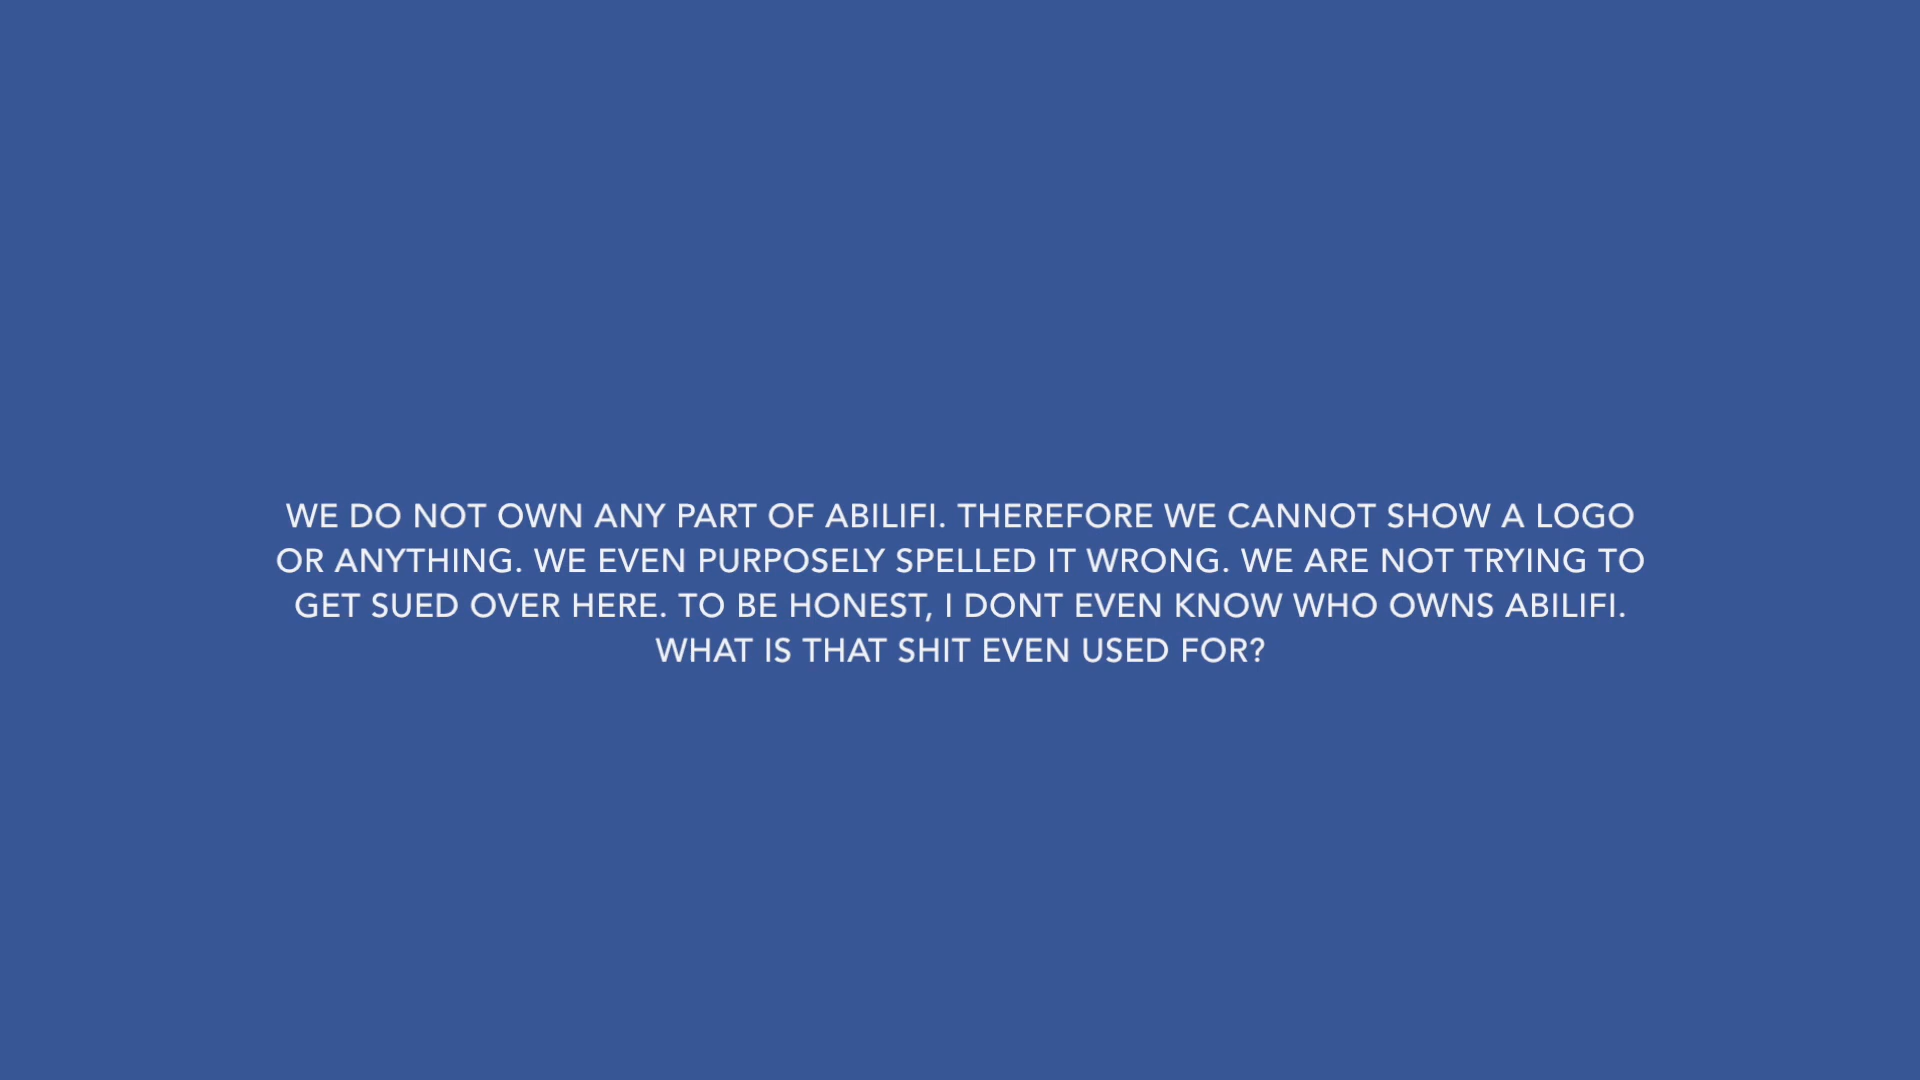 WE DO NOT OWN ANY PART OF ABILIFI. THEREFORE WE CANNOT SHOW A LOGO
OR ANYTHING. WE EVEN PURPOSELY SPELLED IT WRONG. WE ARE NOT TRYING TO
GET SUED OVER HERE. TO BE HONEST, I DONT EVEN KNOW WHO OWNS ABILIFI.
WHAT IS THAT SHIT EVEN USED FOR?